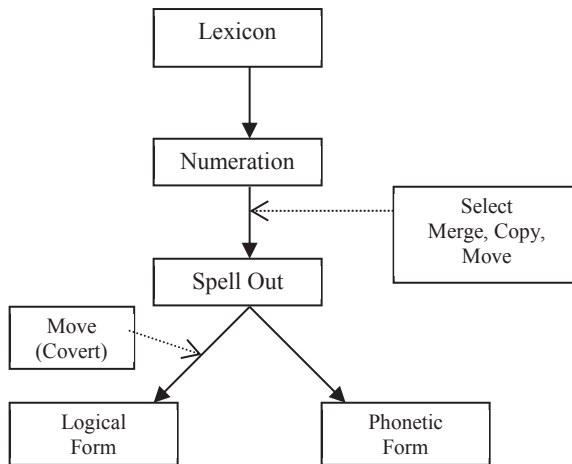 Lexicon
Numeration
Select
Merge, Copy,
Move
Spell Out
Move
(Covert)
Logical
Form
Phonetic
Form